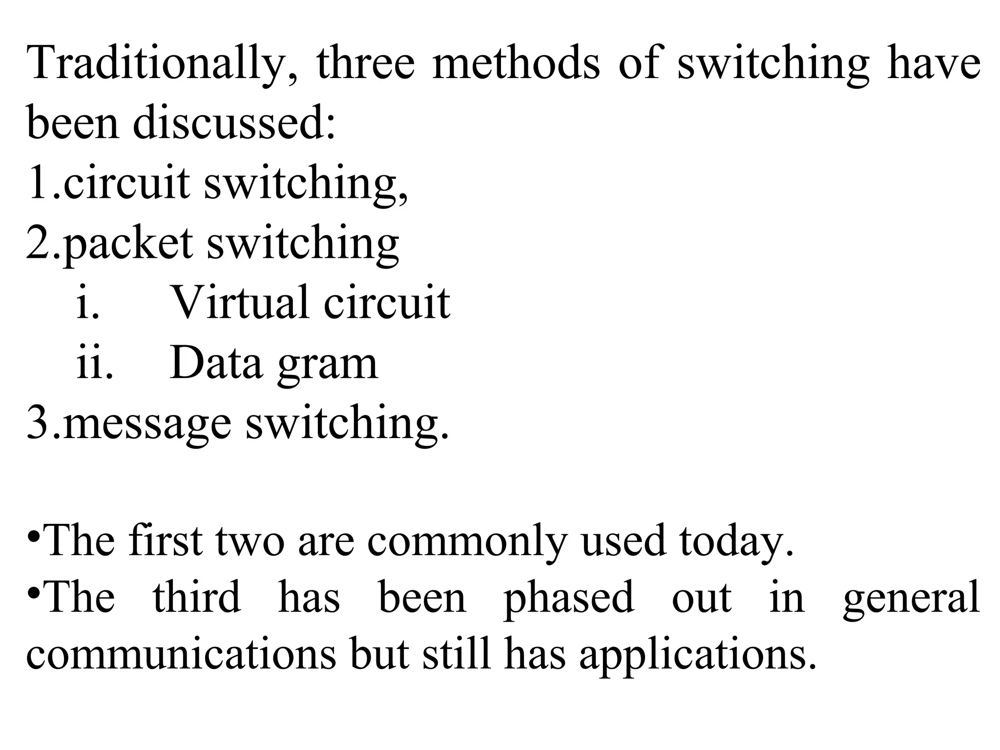 Traditionally, three methods of switching have
been discussed:
1.circuit switching,
2.packet switching
i. Virtual circuit
ii. Data gram
3.message switching.
•The first two are commonly used today.
•The third has been phased out in general
communications but still has applications.